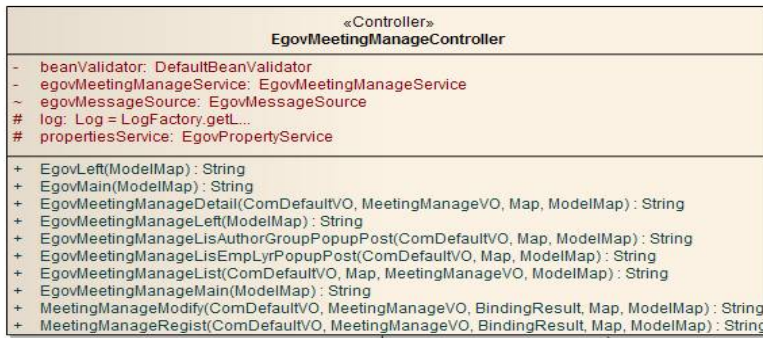 «Controller»
EgovMeetingManageController
- beanValidator: DefaultBeanValidator
- egovMeetingManageService: EgovMeetingManageService
~ egovMessageSource: EgovMessageSource
# log: Log = LogFactory.getL...
# propertiesService: EgovPropertyService
+ EgovLeft(ModelMap) : String
+ EgovMain(ModelMap) : String
+ EgovMeetingManageDetail(ComDefaultVO, MeetingManageVO, Map, ModelMap) : String
+ EgovMeetingManageLeft(ModelMap) : String
+ EgovMeetingManageLisAuthorGroupPopupPost(ComDefaultVO, Map, ModelMap) : String
+ EgovMeetingManageLisEmpLyrPopupPost(ComDefaultVO, Map, ModelMap) : String
+ EgovMeetingManageList(ComDefaultVO, Map, MeetingManageVO, ModelMap) : String
+ EgovMeetingManageMain(ModelMap) : String
+ MeetingManageModify(ComDefaultVO, MeetingManageVO, BindingResult, Map, ModelMap) : String
+ MeetingManageRegist(ComDefaultVO, MeetingManageVO, BindingResult, Map, ModelMap) : String